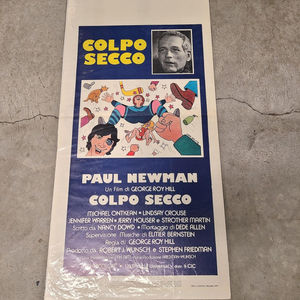 COLPO
SECCO
PAUL NEWMAN
Un film di GEORGE ROY HILL
COLPO SECCO
MICHAEL ONTKEAN • LINDSAY CROUSE
JENNIFER WARREN • JERRY HOUSER e STROTHER MARTIN
Scritto da NANCY DOWD • Montaggio di DEDE ALLEN
Supervisione Musiche di ELMER BERNSTEIN
Regia di GEORGE ROY HILL
Prodotto da ROBERT J. WUNSCH e STEPHEN FRIEDMAN
CIC